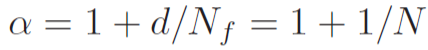 α = 1 + d/N_f = 1 + 1/N